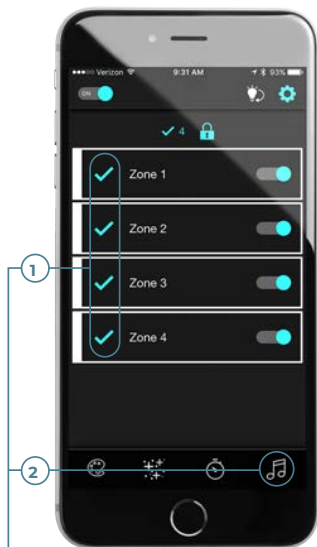 Verizon 9:31 AM 93%
ON
4
Zone 1
Zone 2
Zone 3
Zone 4
1
2